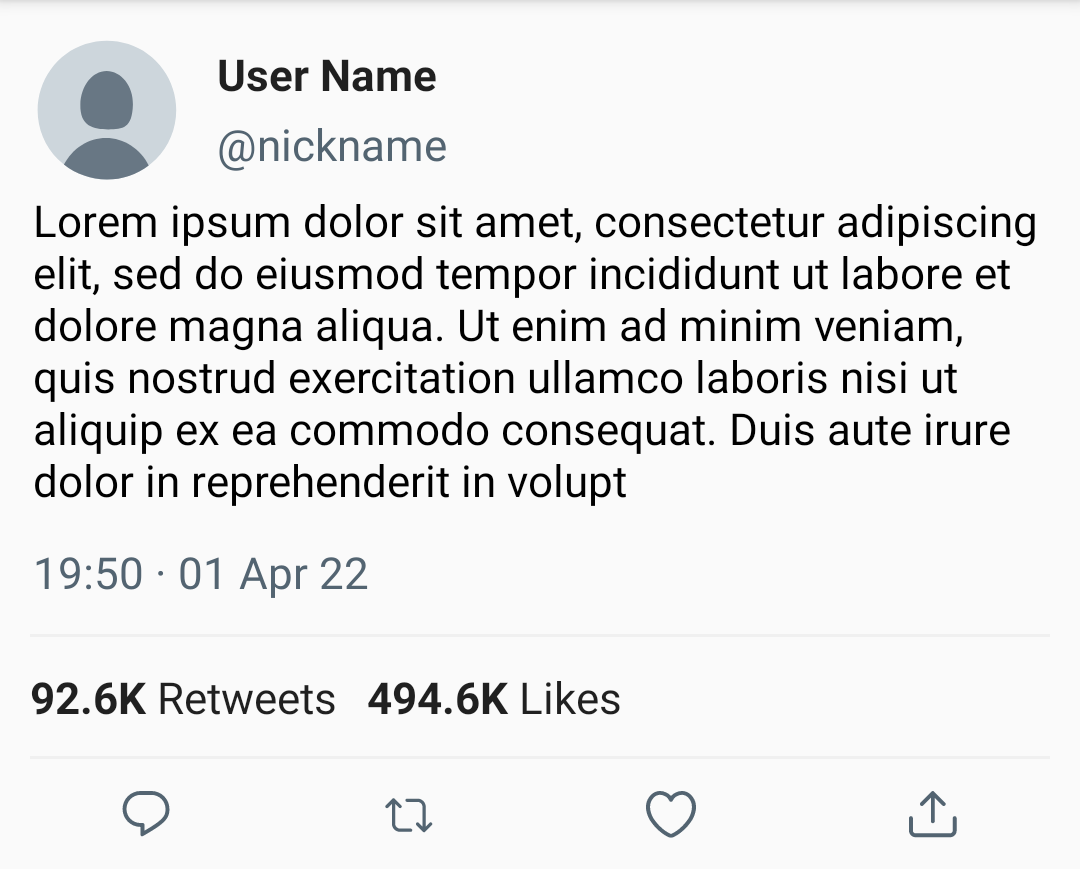 User Name
@nickname
Lorem ipsum dolor sit amet, consectetur adipiscing
elit, sed do eiusmod tempor incididunt ut labore et
dolore magna aliqua. Ut enim ad minim veniam,
quis nostrud exercitation ullamco laboris nisi ut
aliquip ex ea commodo consequat. Duis aute irure
dolor in reprehenderit in volupt
19:50 · 01 Apr 22
92.6K Retweets 494.6K Likes